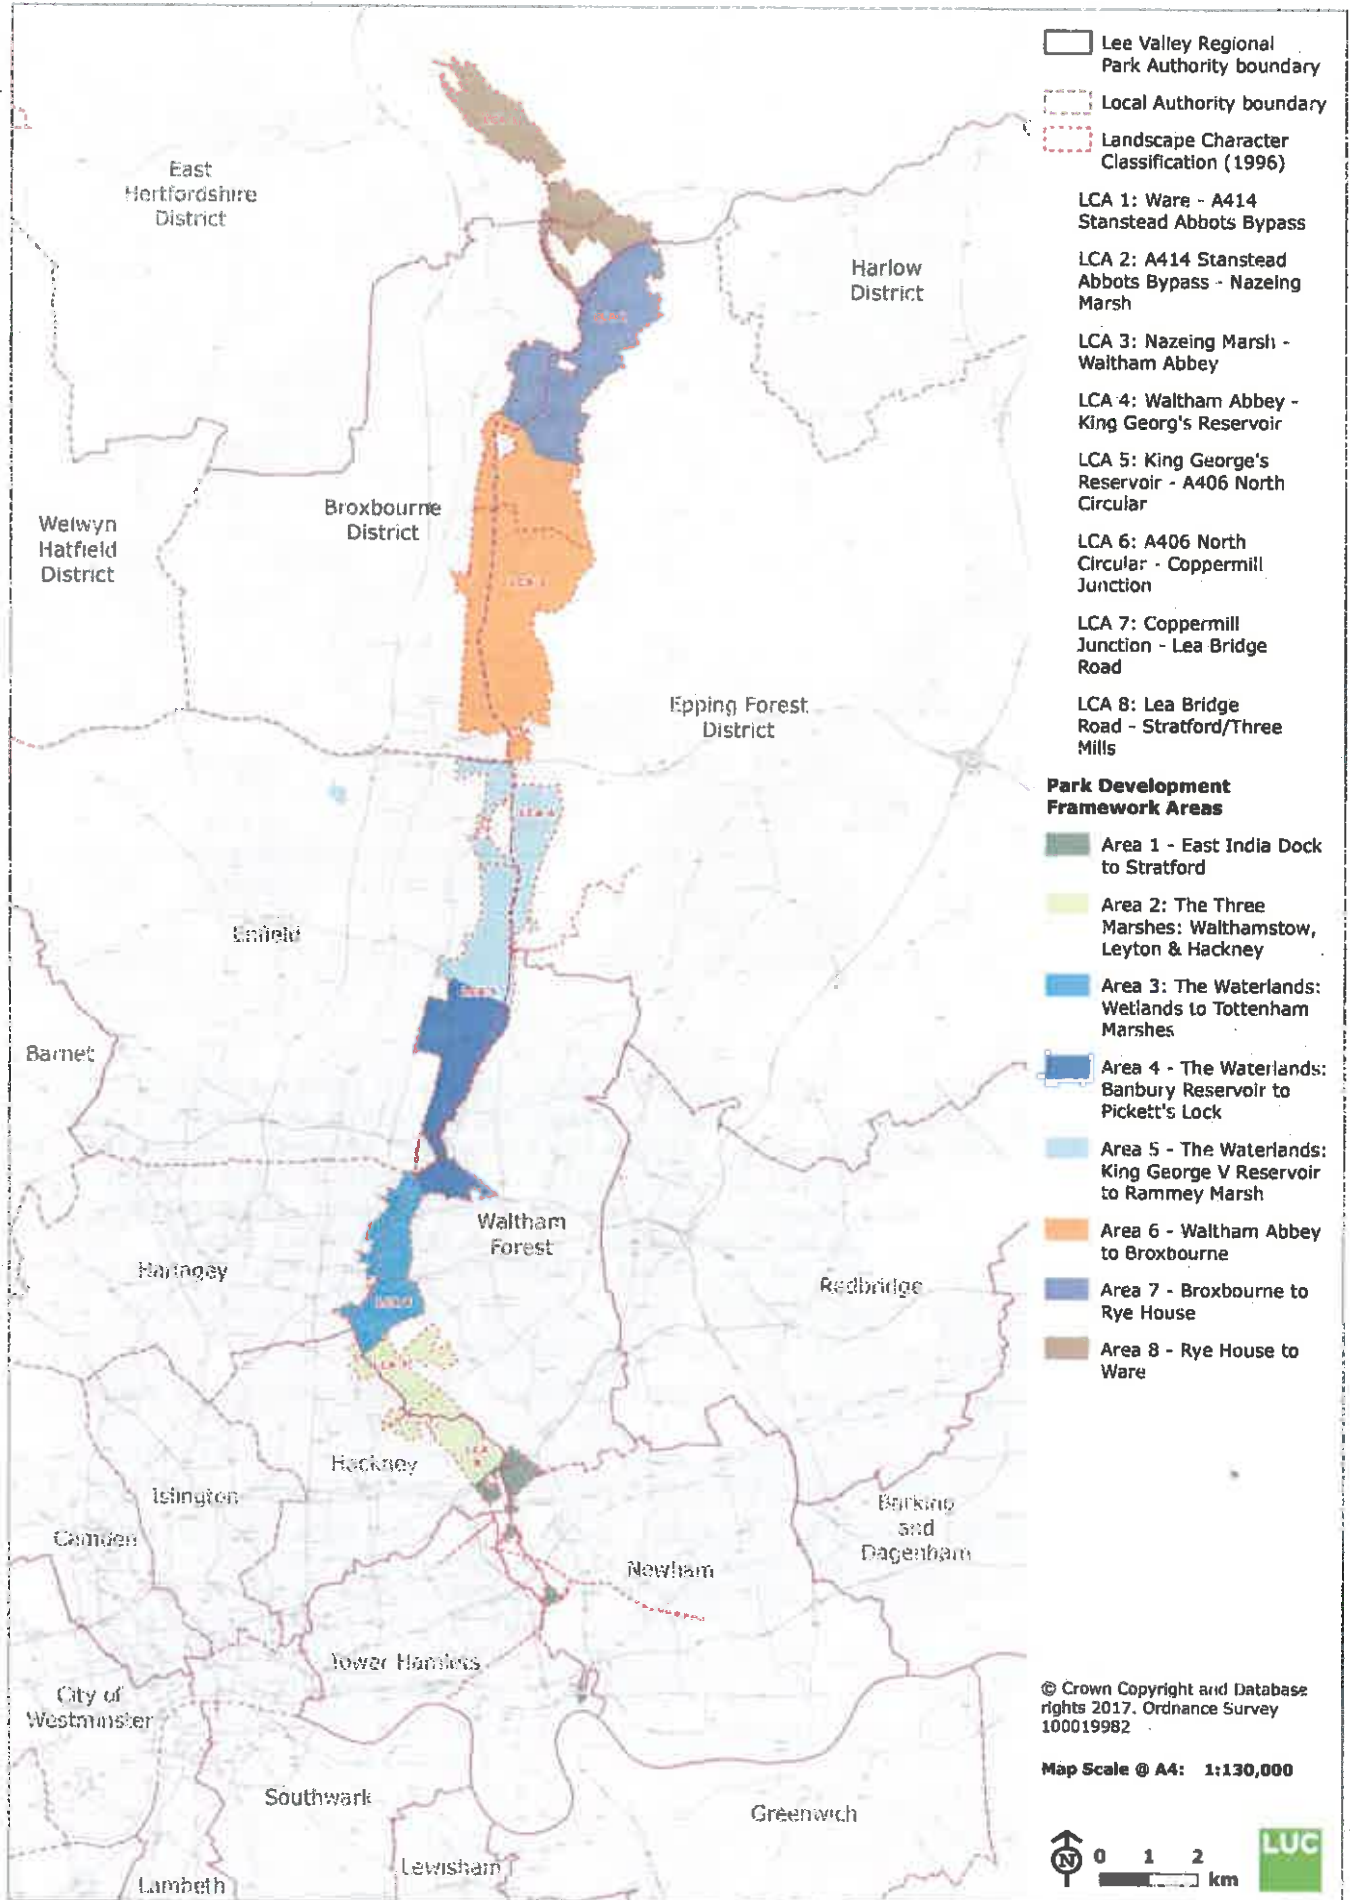 Lee Valley Regional
Park Authority boundary
Local Authority boundary
Landscape Character
Classification (1996)
LCA 1: Ware - A414
Stanstead Abbots Bypass
LCA 2: A414 Stanstead
Abbots Bypass - Nazeing
Marsh
LCA 3: Nazeing Marsh -
Waltham Abbey
LCA 4: Waltham Abbey -
King Georg's Reservoir
LCA 5: King George's
Reservoir - A406 North
Circular
LCA 6: A406 North
Circular - Coppermill
Junction
LCA 7: Coppermill
Junction - Lea Bridge
Road
LCA 8: Lea Bridge
Road - Stratford/Three
Mills
Park Development
Framework Areas
Area 1 - East India Dock
to Stratford
Area 2: The Three
Marshes: Walthamstow,
Leyton & Hackney
Area 3: The Waterlands:
Wetlands to Tottenham
Marshes
Area 4 - The Waterlands:
Banbury Reservoir to
Pickett's Lock
Area 5 - The Waterlands:
King George V Reservoir
to Rammey Marsh
Area 6 - Waltham Abbey
to Broxbourne
Area 7 - Broxbourne to
Rye House
Area 8 - Rye House to
Ware
© Crown Copyright and Database
rights 2017. Ordnance Survey
100019982
Map Scale @ A4: 1:130,000
N
0 1 2
km
LUC
East
Hertfordshire
District
Harlow
District
Broxbourne
District
Welwyn
Hatfield
District
Epping Forest
District
LCA 4
Enfield
Barnet
Waltham
Forest
Haringey
Redbridge
Hackney
LCA
Islington
Camden
Barking
and
Dagenham
Newham
Tower Hamlets
City of
Westminster
Southwark
Greenwich
Lewisham
Lambeth